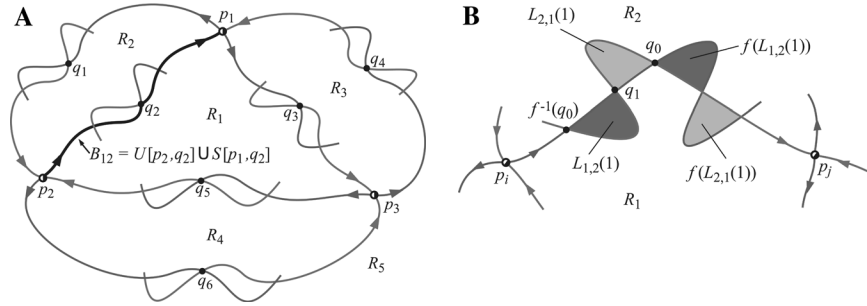 A
p1
R2
q1
q2
q4
R3
q3
R1
B12 = U[p2,q2] ∪ S[p1,q2]
p2
q5
p3
R4
R5
q6
B
L2,1(1)
R2
q0
f(L1,2(1))
q1
f-1(q0)
L1,2(1)
f(L2,1(1))
pi
pj
R1